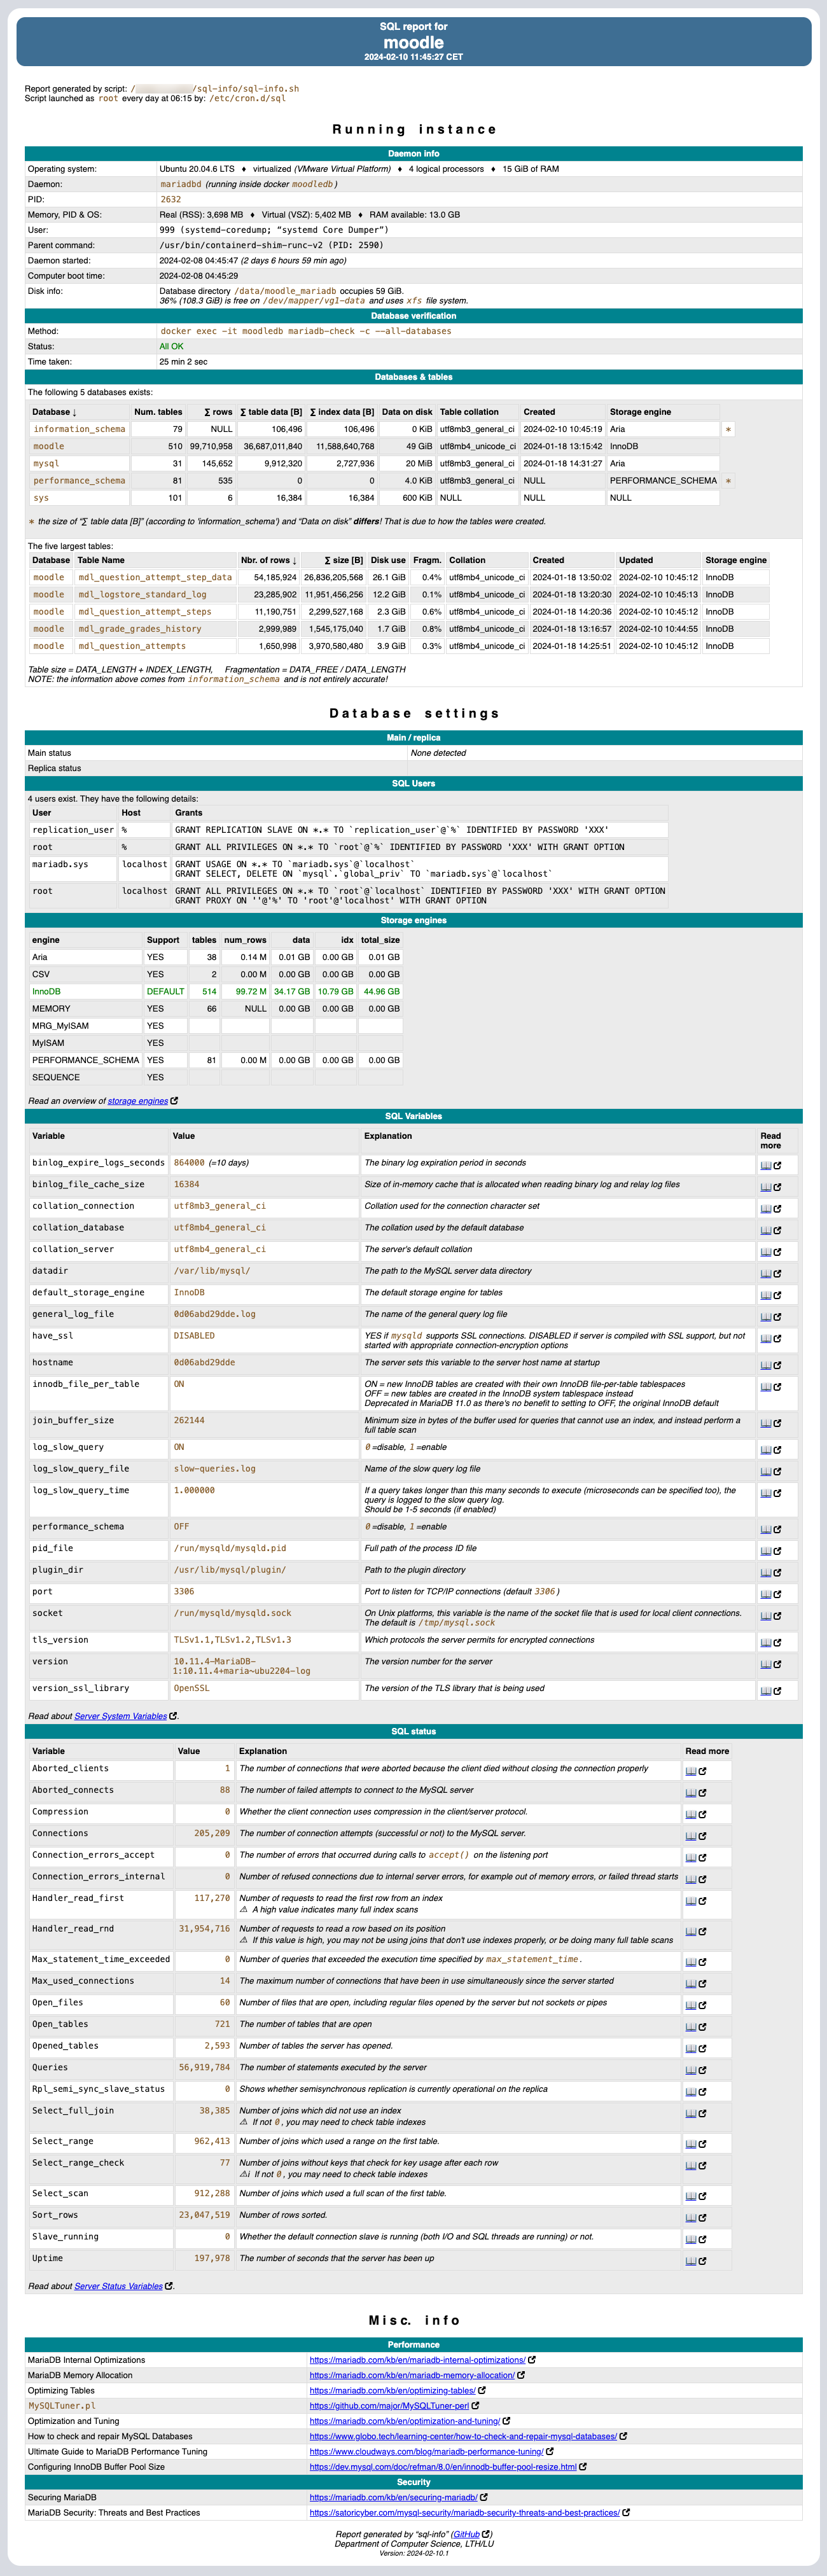 SQL report for
moodle
2024-02-10 11:45:27 CET
Report generated by script: / /sql-info/sql-info.sh
Script launched as root every day at 06:15 by: /etc/cron.d/sql
Running instance
Daemon info
Operating system: Ubuntu 20.04.6 LTS ♦ virtualized (VMware Virtual Platform) ♦ 4 logical processors ♦ 15 GiB of RAM
Daemon: mariadbd (running inside docker moodledb)
PID: 2632
Memory, PID & OS: Real (RSS): 3,698 MB ♦ Virtual (VSZ): 5,402 MB ♦ RAM available: 13.0 GB
User: 999 (systemd-coredump; “systemd Core Dumper”)
Parent command: /usr/bin/containerd-shim-runc-v2 (PID: 2590)
Daemon started: 2024-02-08 04:45:47 (2 days 6 hours 59 min ago)
Computer boot time: 2024-02-08 04:45:29
Disk info: Database directory /data/moodle_mariadb occupies 59 GiB.
36% (108.3 GiB) is free on /dev/mapper/vg1-data and uses xfs file system.
Database verification
Method: docker exec -it moodledb mariadb-check -c --all-databases
Status: All OK
Time taken: 25 min 2 sec
Databases & tables
The following 5 databases exists:
Database ↓ Num. tables ∑ rows ∑ table data [B] ∑ index data [B] Data on disk Table collation Created Storage engine
information_schema 79 NULL 106,496 106,496 0 KiB utf8mb3_general_ci 2024-02-10 10:45:19 Aria *
moodle 510 99,710,958 36,687,011,840 11,588,640,768 49 GiB utf8mb4_unicode_ci 2024-01-18 13:15:42 InnoDB
mysql 31 145,652 9,912,320 2,727,936 20 MiB utf8mb3_general_ci 2024-01-18 14:31:27 Aria
performance_schema 81 535 0 0 4.0 KiB utf8mb3_general_ci NULL PERFORMANCE_SCHEMA *
sys 101 6 16,384 16,384 600 KiB NULL NULL NULL
* the size of “∑ table data [B]” (according to 'information_schema') and “Data on disk” differs! That is due to how the tables were created.
The five largest tables:
Database Table Name Nbr. of rows ↓ ∑ size [B] Disk use Fragm. Collation Created Updated Storage engine
moodle mdl_question_attempt_step_data 54,185,924 26,836,205,568 26.1 GiB 0.4% utf8mb4_unicode_ci 2024-01-18 13:50:02 2024-02-10 10:45:12 InnoDB
moodle mdl_logstore_standard_log 23,285,902 11,951,456,256 12.2 GiB 0.1% utf8mb4_unicode_ci 2024-01-18 13:20:30 2024-02-10 10:45:13 InnoDB
moodle mdl_question_attempt_steps 11,190,751 2,299,527,168 2.3 GiB 0.6% utf8mb4_unicode_ci 2024-01-18 14:20:36 2024-02-10 10:45:12 InnoDB
moodle mdl_grade_grades_history 2,999,989 1,545,175,040 1.7 GiB 0.8% utf8mb4_unicode_ci 2024-01-18 13:16:57 2024-02-10 10:44:55 InnoDB
moodle mdl_question_attempts 1,650,998 3,970,580,480 3.9 GiB 0.3% utf8mb4_unicode_ci 2024-01-18 14:25:51 2024-02-10 10:45:12 InnoDB
Table size = DATA_LENGTH + INDEX_LENGTH, Fragmentation = DATA_FREE / DATA_LENGTH
NOTE: the information above comes from information_schema and is not entirely accurate!
Database settings
Main / replica
Main status None detected
Replica status
SQL Users
4 users exist. They have the following details:
User Host Grants
replication_user % GRANT REPLICATION SLAVE ON *.* TO `replication_user`@`%` IDENTIFIED BY PASSWORD 'XXX'
root % GRANT ALL PRIVILEGES ON *.* TO `root`@`%` IDENTIFIED BY PASSWORD 'XXX' WITH GRANT OPTION
mariadb.sys localhost GRANT USAGE ON *.* TO `mariadb.sys`@`localhost`
GRANT SELECT, DELETE ON `mysql`.`global_priv` TO `mariadb.sys`@`localhost`
root localhost GRANT ALL PRIVILEGES ON *.* TO `root`@`localhost` IDENTIFIED BY PASSWORD 'XXX' WITH GRANT OPTION
GRANT PROXY ON ''@'%' TO 'root'@'localhost' WITH GRANT OPTION
Storage engines
engine Support tables num_rows data idx total_size
Aria YES 38 0.14 M 0.01 GB 0.00 GB 0.01 GB
CSV YES 2 0.00 M 0.00 GB 0.00 GB 0.00 GB
InnoDB DEFAULT 514 99.72 M 34.17 GB 10.79 GB 44.96 GB
MEMORY YES 66 NULL 0.00 GB 0.00 GB 0.00 GB
MRG_MyISAM YES
MyISAM YES
PERFORMANCE_SCHEMA YES 81 0.00 M 0.00 GB 0.00 GB 0.00 GB
SEQUENCE YES
Read an overview of storage engines
SQL Variables
Variable Value Explanation Read
more
binlog_expire_logs_seconds 864000 (=10 days) The binary log expiration period in seconds
binlog_file_cache_size 16384 Size of in-memory cache that is allocated when reading binary log and relay log files
collation_connection utf8mb3_general_ci Collation used for the connection character set
collation_database utf8mb4_general_ci The collation used by the default database
collation_server utf8mb4_general_ci The server's default collation
datadir /var/lib/mysql/ The path to the MySQL server data directory
default_storage_engine InnoDB The default storage engine for tables
general_log_file 0d06abd29dde.log The name of the general query log file
have_ssl DISABLED YES if mysqld supports SSL connections. DISABLED if server is compiled with SSL support, but not
started with appropriate connection-encryption options
hostname 0d06abd29dde The server sets this variable to the server host name at startup
innodb_file_per_table ON ON = new InnoDB tables are created with their own InnoDB file-per-table tablespaces
OFF = new tables are created in the InnoDB system tablespace instead
Deprecated in MariaDB 11.0 as there's no benefit to setting to OFF, the original InnoDB default
join_buffer_size 262144 Minimum size in bytes of the buffer used for queries that cannot use an index, and instead perform a
full table scan
log_slow_query ON 0=disable, 1=enable
log_slow_query_file slow-queries.log Name of the slow query log file
log_slow_query_time 1.000000 If a query takes longer than this many seconds to execute (microseconds can be specified too), the
query is logged to the slow query log.
Should be 1-5 seconds (if enabled)
performance_schema OFF 0=disable, 1=enable
pid_file /run/mysqld/mysqld.pid Full path of the process ID file
plugin_dir /usr/lib/mysql/plugin/ Path to the plugin directory
port 3306 Port to listen for TCP/IP connections (default 3306)
socket /run/mysqld/mysqld.sock On Unix platforms, this variable is the name of the socket file that is used for local client connections.
The default is /tmp/mysql.sock
tls_version TLSv1.1,TLSv1.2,TLSv1.3 Which protocols the server permits for encrypted connections
version 10.11.4-MariaDB-
1:10.11.4+maria~ubu2204-log The version number for the server
version_ssl_library OpenSSL The version of the TLS library that is being used
Read about Server System Variables.
SQL status
Variable Value Explanation Read more
Aborted_clients 1 The number of connections that were aborted because the client died without closing the connection properly
Aborted_connects 88 The number of failed attempts to connect to the MySQL server
Compression 0 Whether the client connection uses compression in the client/server protocol.
Connections 205,209 The number of connection attempts (successful or not) to the MySQL server.
Connection_errors_accept 0 The number of errors that occurred during calls to accept() on the listening port
Connection_errors_internal 0 Number of refused connections due to internal server errors, for example out of memory errors, or failed thread starts
Handler_read_first 117,270 Number of requests to read the first row from an index
⚠ A high value indicates many full index scans
Handler_read_rnd 31,954,716 Number of requests to read a row based on its position
⚠ If this value is high, you may not be using joins that don't use indexes properly, or be doing many full table scans
Max_statement_time_exceeded 0 Number of queries that exceeded the execution time specified by max_statement_time.
Max_used_connections 14 The maximum number of connections that have been in use simultaneously since the server started
Open_files 60 Number of files that are open, including regular files opened by the server but not sockets or pipes
Open_tables 721 The number of tables that are open
Opened_tables 2,593 Number of tables the server has opened.
Queries 56,919,784 The number of statements executed by the server
Rpl_semi_sync_slave_status 0 Shows whether semisynchronous replication is currently operational on the replica
Select_full_join 38,385 Number of joins which did not use an index
⚠ If not 0, you may need to check table indexes
Select_range 962,413 Number of joins which used a range on the first table.
Select_range_check 77 Number of joins without keys that check for key usage after each row
⚠i If not 0, you may need to check table indexes
Select_scan 912,288 Number of joins which used a full scan of the first table.
Sort_rows 23,047,519 Number of rows sorted.
Slave_running 0 Whether the default connection slave is running (both I/O and SQL threads are running) or not.
Uptime 197,978 The number of seconds that the server has been up
Read about Server Status Variables.
Misc. info
Performance
MariaDB Internal Optimizations https://mariadb.com/kb/en/mariadb-internal-optimizations/
MariaDB Memory Allocation https://mariadb.com/kb/en/mariadb-memory-allocation/
Optimizing Tables https://mariadb.com/kb/en/optimizing-tables/
MySQLTuner.pl https://github.com/major/MySQLTuner-perl
Optimization and Tuning https://mariadb.com/kb/en/optimization-and-tuning/
How to check and repair MySQL Databases https://www.globo.tech/learning-center/how-to-check-and-repair-mysql-databases/
Ultimate Guide to MariaDB Performance Tuning https://www.cloudways.com/blog/mariadb-performance-tuning/
Configuring InnoDB Buffer Pool Size https://dev.mysql.com/doc/refman/8.0/en/innodb-buffer-pool-resize.html
Security
Securing MariaDB https://mariadb.com/kb/en/securing-mariadb/
MariaDB Security: Threats and Best Practices https://satoricyber.com/mysql-security/mariadb-security-threats-and-best-practices/
Report generated by “sql-info” (GitHub)
Department of Computer Science, LTH/LU
Version: 2024-02-10.1